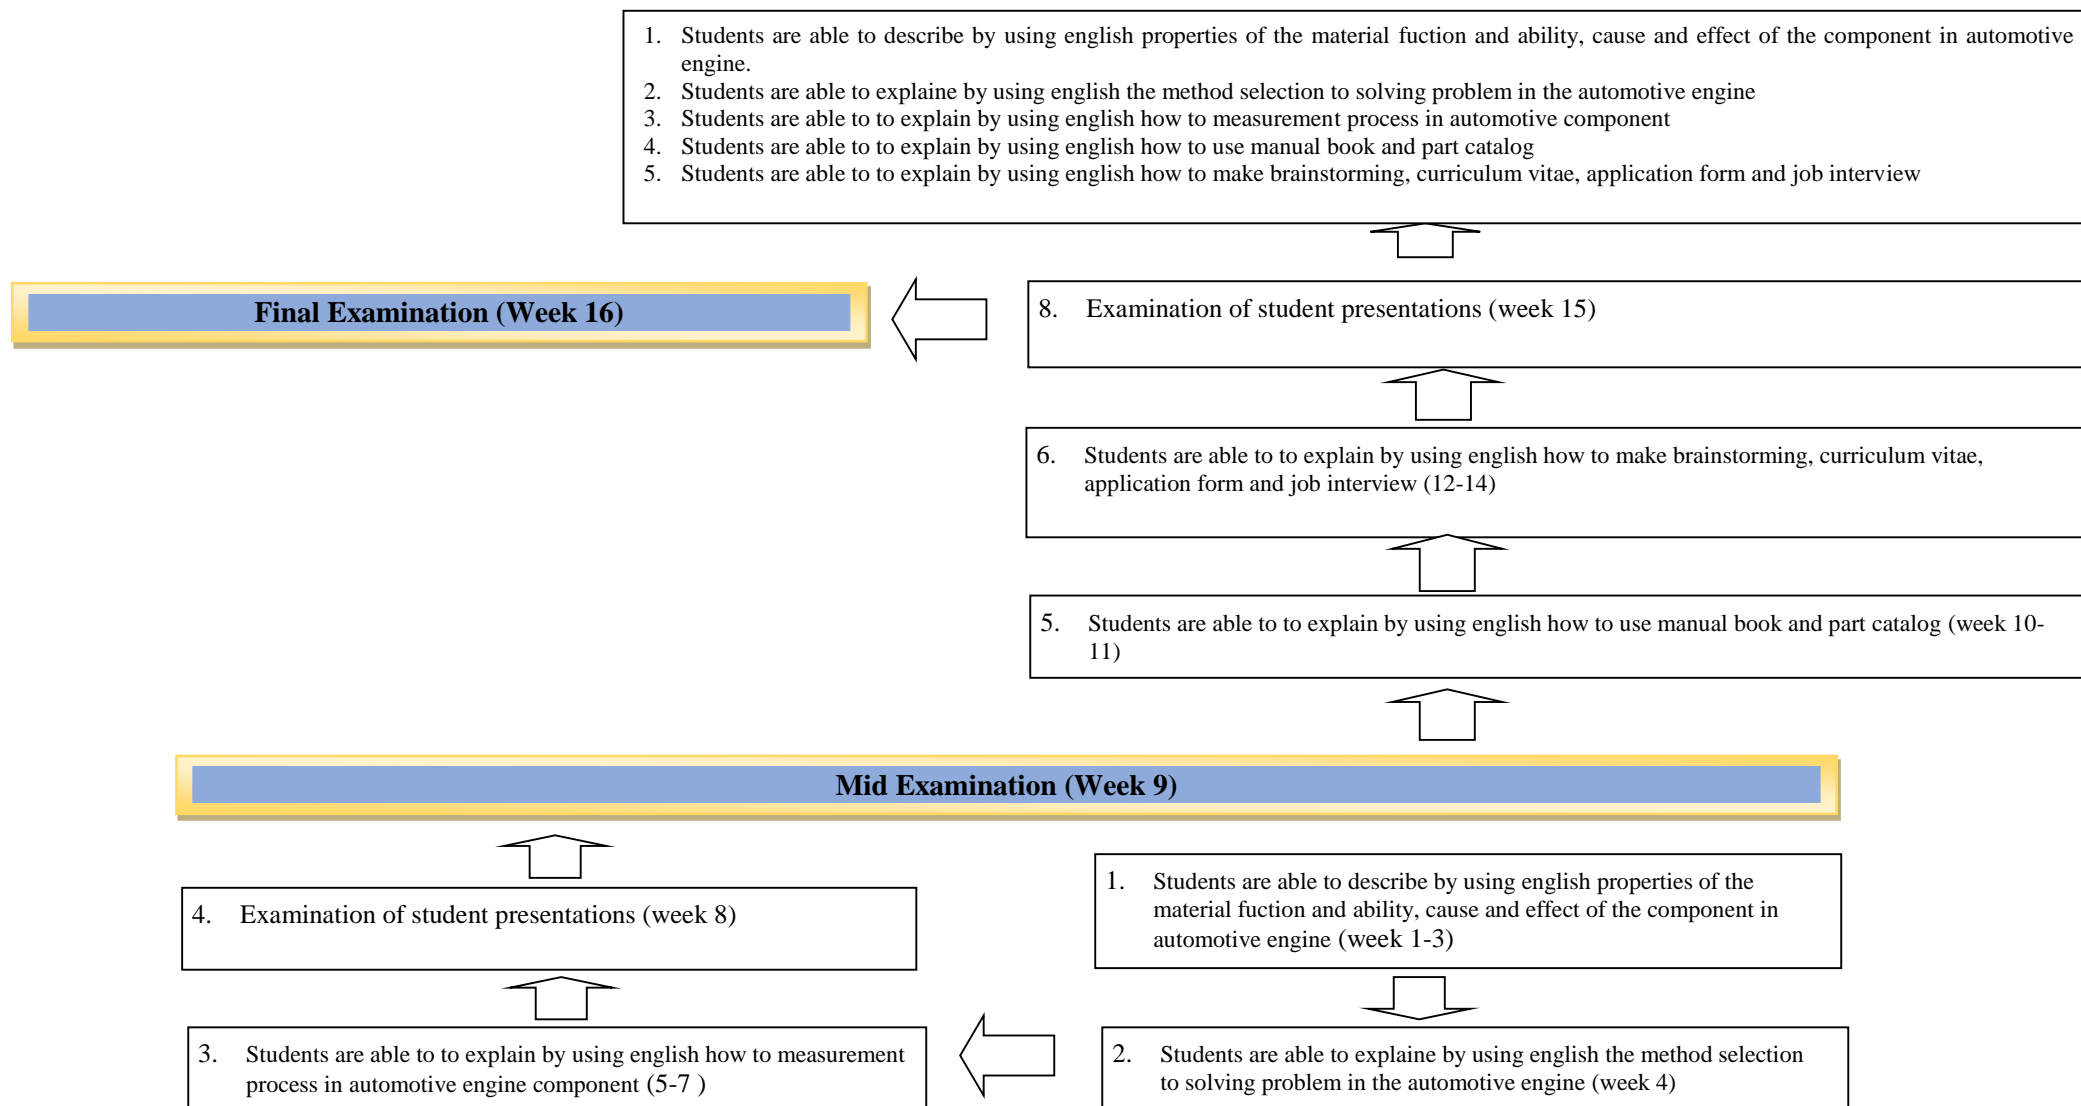 1. Students are able to describe by using english properties of the material fuction and ability, cause and effect of the component in automotive
engine.
2. Students are able to explaine by using english the method selection to solving problem in the automotive engine
3. Students are able to to explain by using english how to measurement process in automotive component
4. Students are able to to explain by using english how to use manual book and part catalog
5. Students are able to to explain by using english how to make brainstorming, curriculum vitae, application form and job interview
Final Examination (Week 16)
8. Examination of student presentations (week 15)
6. Students are able to to explain by using english how to make brainstorming, curriculum vitae,
application form and job interview (12-14)
5. Students are able to to explain by using english how to use manual book and part catalog (week 10-
11)
Mid Examination (Week 9)
4. Examination of student presentations (week 8)
1. Students are able to describe by using english properties of the
material fuction and ability, cause and effect of the component in
automotive engine (week 1-3)
3. Students are able to to explain by using english how to measurement
process in automotive engine component (5-7 )
2. Students are able to explaine by using english the method selection
to solving problem in the automotive engine (week 4)